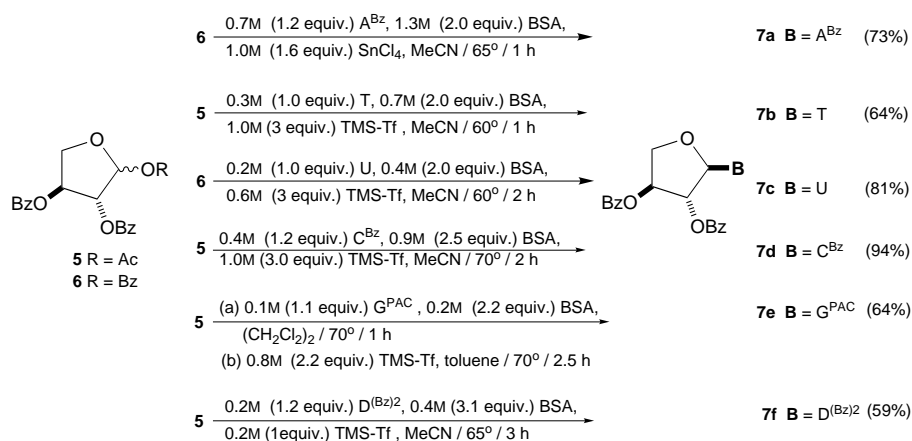 6 0.7M (1.2 equiv.) A^Bz, 1.3M (2.0 equiv.) BSA,
1.0M (1.6 equiv.) SnCl4, MeCN / 65° / 1 h
7a B = A^Bz (73%)
5 0.3M (1.0 equiv.) T, 0.7M (2.0 equiv.) BSA,
1.0M (3 equiv.) TMS-Tf , MeCN / 60° / 1 h
7b B = T (64%)
6 0.2M (1.0 equiv.) U, 0.4M (2.0 equiv.) BSA,
0.6M (3 equiv.) TMS-Tf, MeCN / 60° / 2 h
7c B = U (81%)
5 0.4M (1.2 equiv.) C^Bz, 0.9M (2.5 equiv.) BSA,
1.0M (3.0 equiv.) TMS-Tf, MeCN / 70° / 2 h
7d B = C^Bz (94%)
5 (a) 0.1M (1.1 equiv.) G^PAC , 0.2M (2.2 equiv.) BSA,
(CH2Cl2)2 / 70° / 1 h
(b) 0.8M (2.2 equiv.) TMS-Tf, toluene / 70° / 2.5 h
7e B = G^PAC (64%)
5 0.2M (1.2 equiv.) D^(Bz)2, 0.4M (3.1 equiv.) BSA,
0.2M (1equiv.) TMS-Tf , MeCN / 65° / 3 h
7f B = D^(Bz)2 (59%)
O
OR
BzO
OBz
5 R = Ac
6 R = Bz
O
B
BzO
OBz